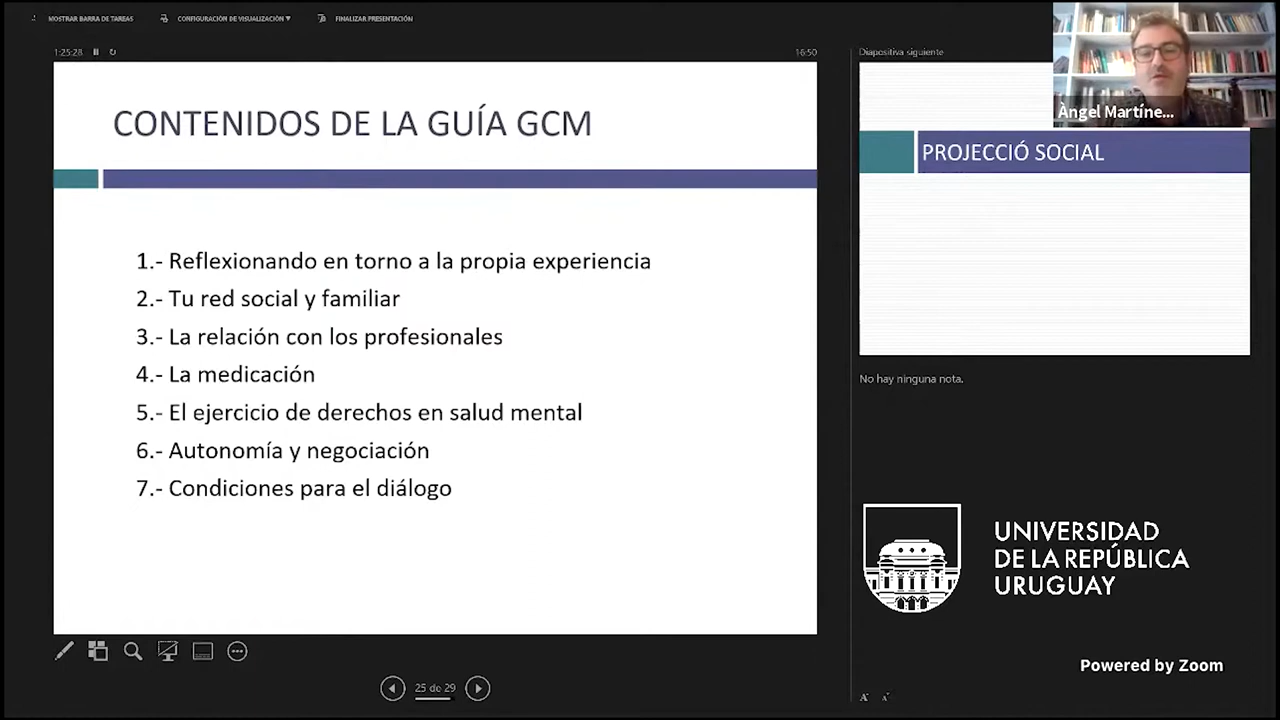 MOSTRAR BARRA DE TAREAS
CONFIGURACIÓN DE VISUALIZACIÓN ▼
FINALIZAR PRESENTACIÓN
1:25:28
16:50
CONTENIDOS DE LA GUÍA GCM
1.- Reflexionando en torno a la propia experiencia
2.- Tu red social y familiar
3.- La relación con los profesionales
4.- La medicación
5.- El ejercicio de derechos en salud mental
6.- Autonomía y negociación
7.- Condiciones para el diálogo
25 de 29
Diapositiva siguiente
Àngel Martíne...
PROJECCIÓ SOCIAL
No hay ninguna nota.
UNIVERSIDAD
DE LA REPÚBLICA
URUGUAY
Powered by Zoom
A A